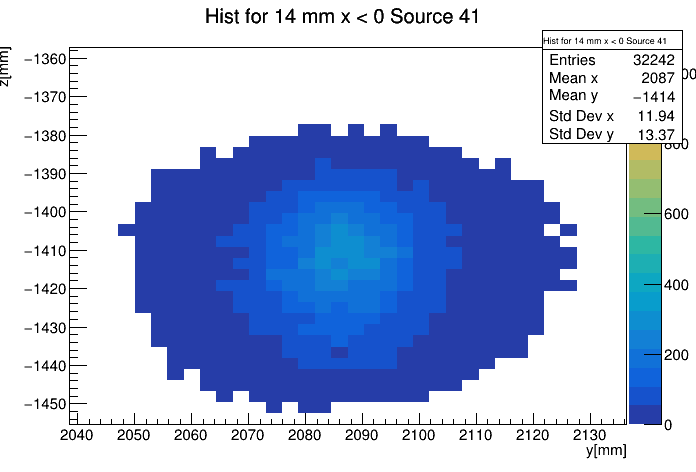 Hist for 14 mm x < 0 Source 41
Hist for 14 mm x < 0 Source 41
Entries 32242
Mean x 2087
Mean y −1414
Std Dev x 11.94
Std Dev y 13.37
z[mm]
−1360
−1370
−1380
−1390
−1400
−1410
−1420
−1430
−1440
−1450
2040 2050 2060 2070 2080 2090 2100 2110 2120 2130
y[mm]
600
400
200
0